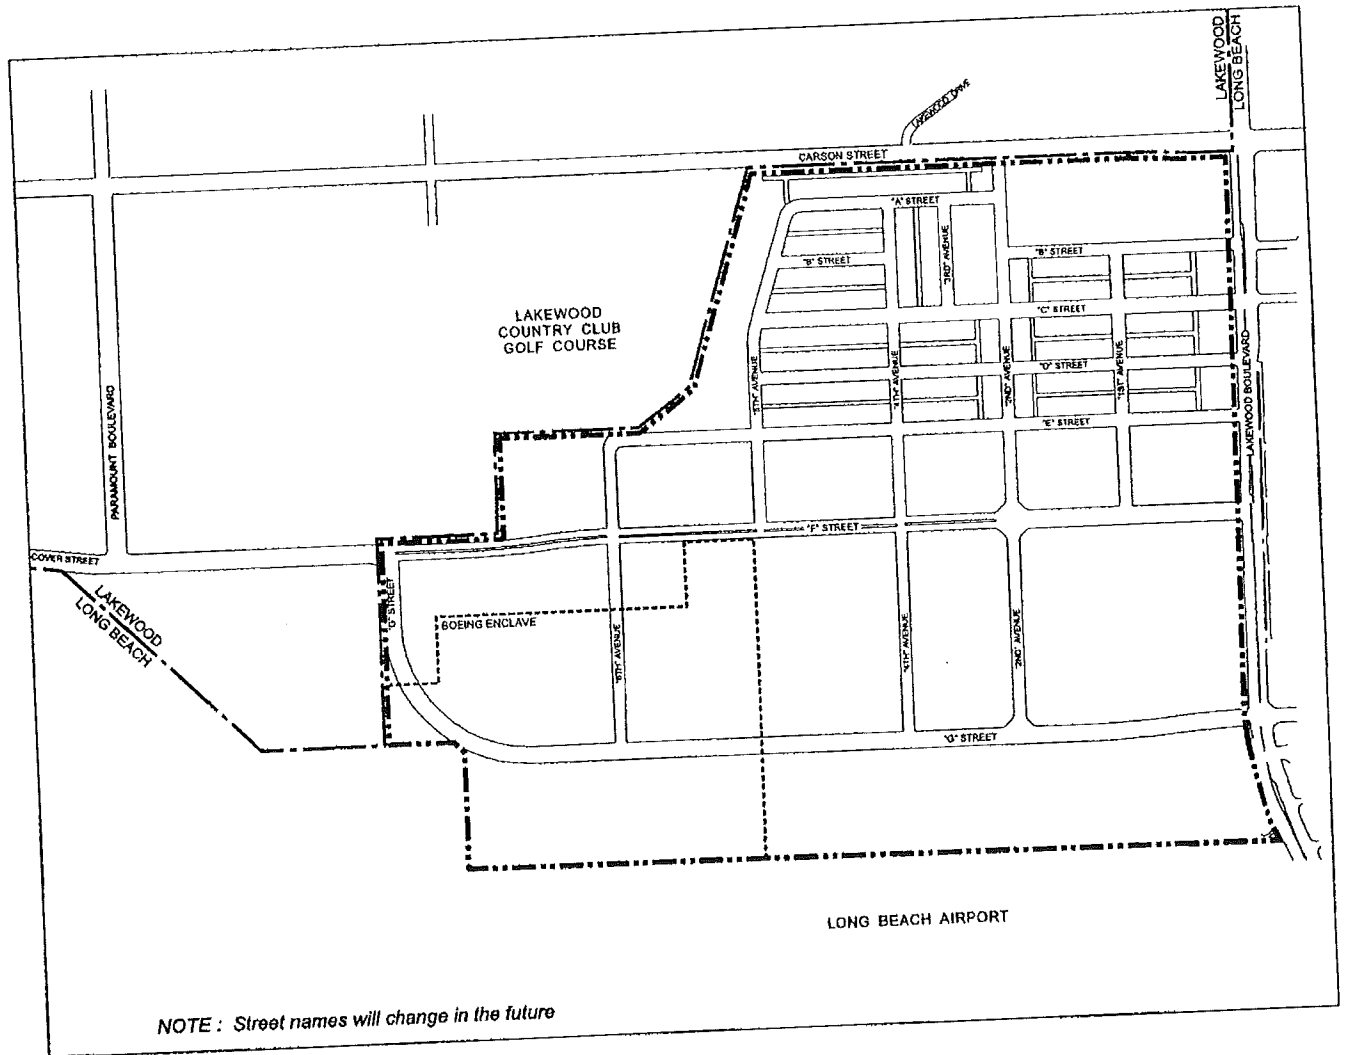 LAKEWOOD
LONG BEACH
LAKEWOOD DRIVE
CARSON STREET
"A" STREET
"3RD" AVENUE
"B" STREET
"B" STREET
LAKEWOOD
COUNTRY CLUB
GOLF COURSE
"C" STREET
"D" STREET
"5TH" AVENUE
"4TH" AVENUE
"2ND" AVENUE
"1ST" AVENUE
LAKEWOOD BOULEVARD
PARAMOUNT BOULEVARD
"E" STREET
"F" STREET
COVER STREET
LAKEWOOD
LONG BEACH
"G" STREET
BOEING ENCLAVE
"6TH" AVENUE
"4TH" AVENUE
"2ND" AVENUE
"G" STREET
LONG BEACH AIRPORT
NOTE : Street names will change in the future